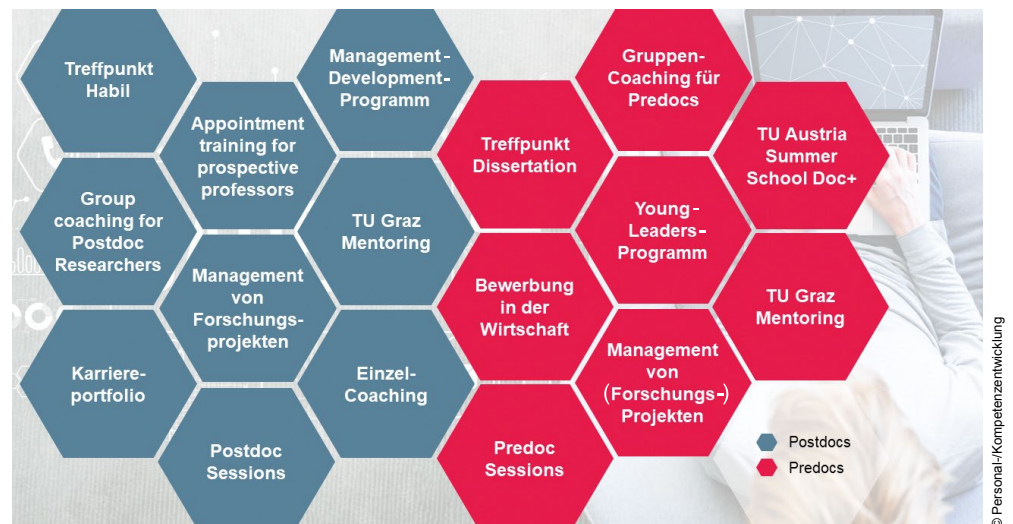 Treffpunkt
Habil
Group
coaching for
Postdoc
Researchers
Karriere-
portfolio
Appointment
training for
prospective
professors
Management
von
Forschungs-
projekten
Postdoc
Sessions
Management-
Development-
Programm
TU Graz
Mentoring
Einzel-
Coaching
Treffpunkt
Dissertation
Bewerbung
in der
Wirtschaft
Predoc
Sessions
Gruppen-
Coaching für
Predocs
Young-
Leaders-
Programm
Management
von
(Forschungs-)
Projekten
TU Austria
Summer
School Doc+
TU Graz
Mentoring
Postdocs
Predocs
© Personal-/Kompetenzentwicklung